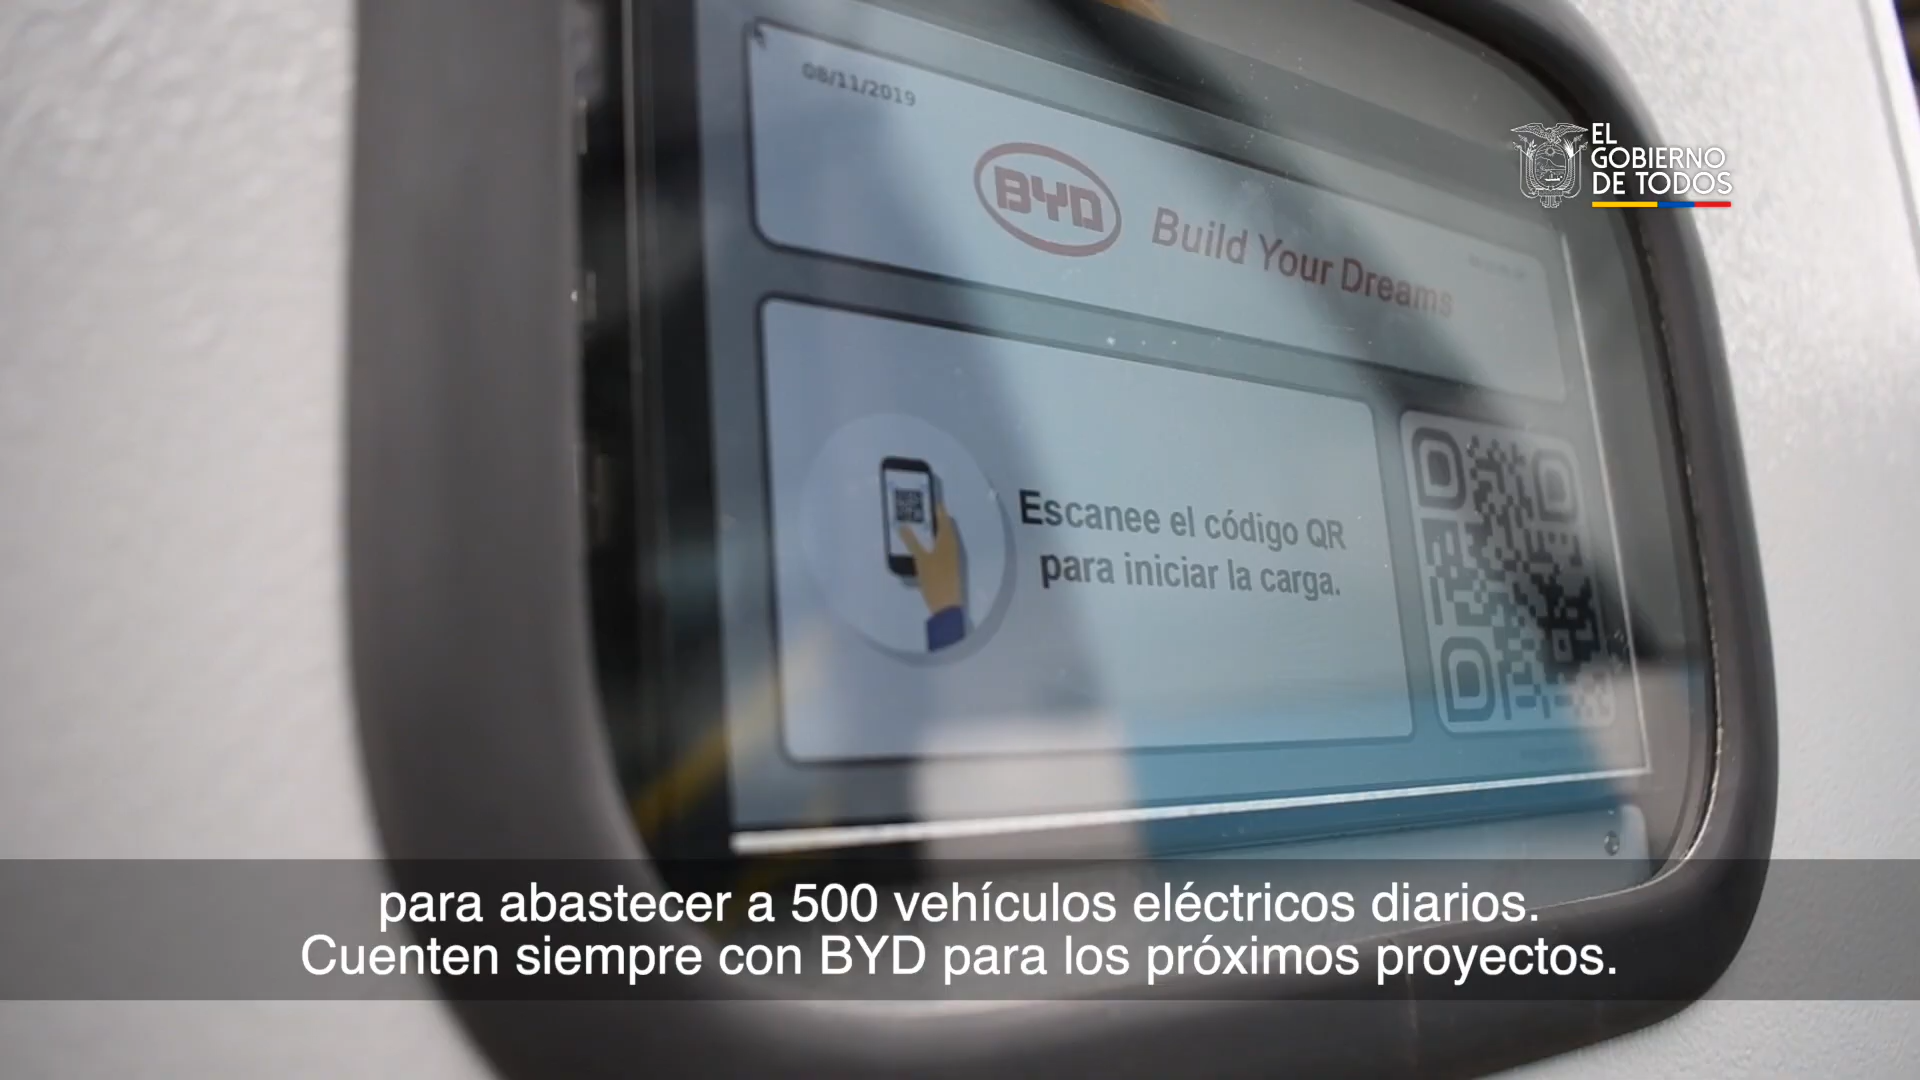 08/11/2019
BYD
Build Your Dreams
EL
GOBIERNO
DE TODOS
Escanee el código QR
para iniciar la carga.
para abastecer a 500 vehículos eléctricos diarios.
Cuenten siempre con BYD para los próximos proyectos.